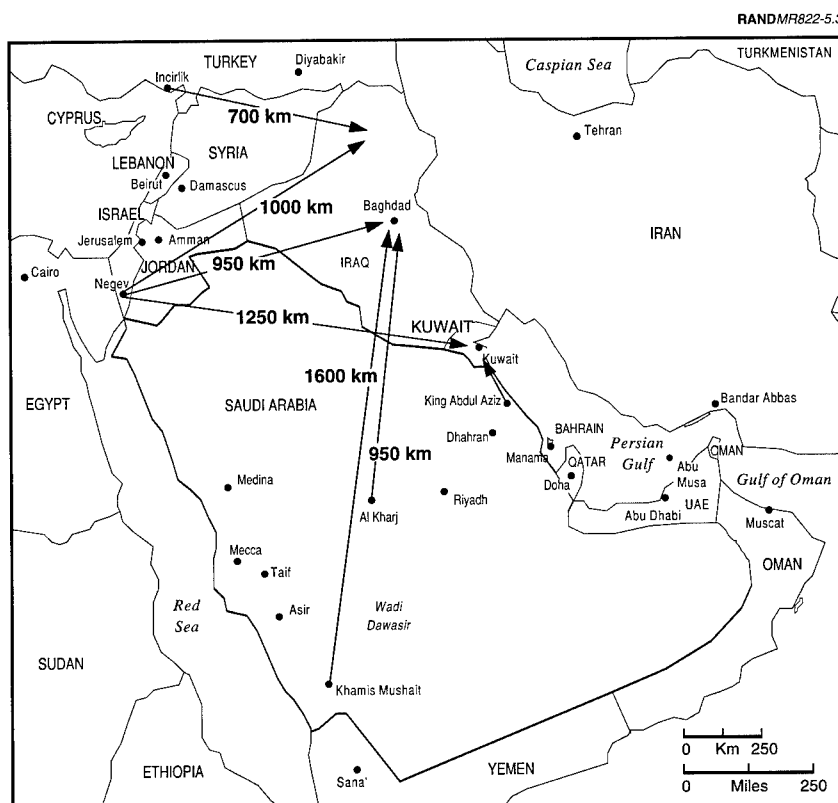 RANDMR822-5.3
TURKEY
Diyabakir
Caspian Sea
TURKMENISTAN
Incirlik
CYPRUS
700 km
Tehran
LEBANON
SYRIA
Beirut
Damascus
1000 km
Baghdad
ISRAEL
Jerusalem
Amman
IRAN
JORDAN
950 km
IRAQ
Cairo
Negev
1250 km
KUWAIT
Kuwait
1600 km
EGYPT
SAUDI ARABIA
King Abdul Aziz
Bandar Abbas
Dhahran
BAHRAIN
950 km
Manama
Persian
Gulf
OMAN
QATAR
Doha
Abu
Musa
Gulf of Oman
Medina
Riyadh
Al Kharj
Abu Dhabi
UAE
Muscat
Mecca
Taif
OMAN
Red
Sea
Asir
Wadi
Dawasir
SUDAN
Khamis Mushait
0 Km 250
ETHIOPIA
Sana'
YEMEN
0 Miles 250